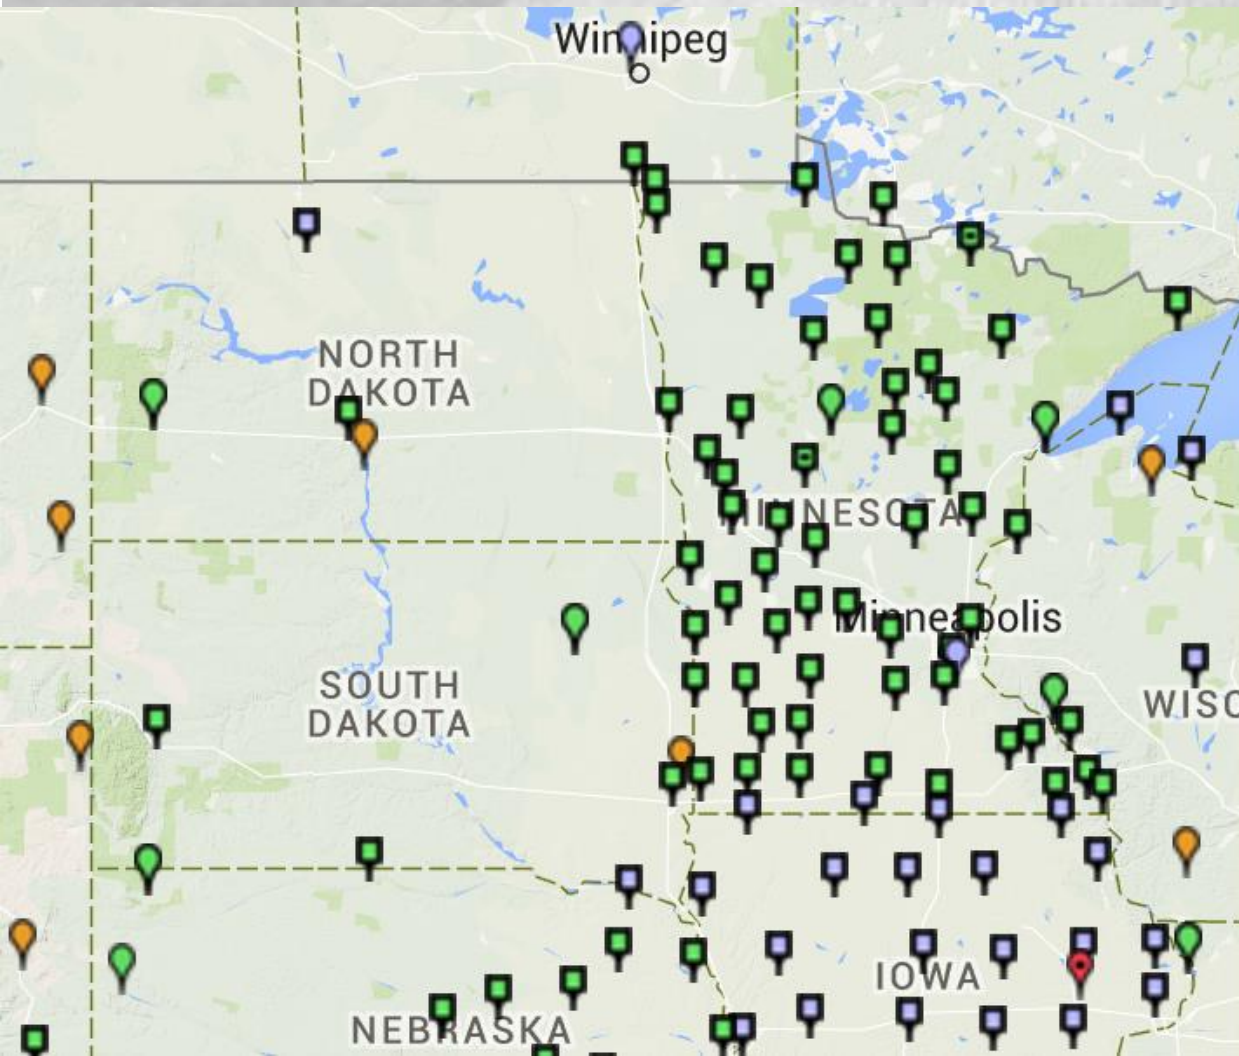 Winnipeg
NORTH
DAKOTA
MINNESOTA
Minneapolis
SOUTH
DAKOTA
WISC
IOWA
NEBRASKA